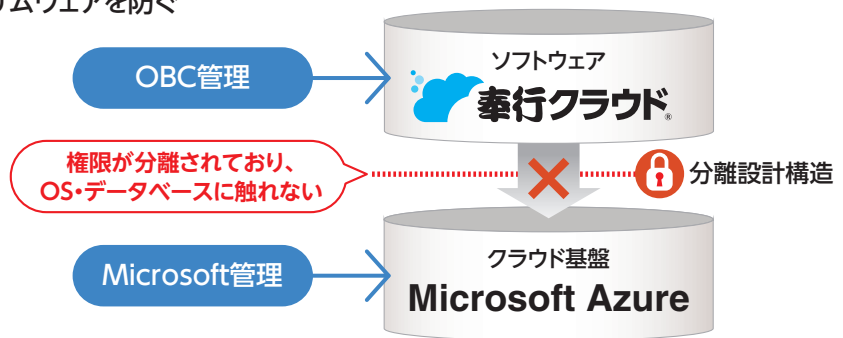 ムウェアを防ぐ
OBC管理
ソフトウェア
奉行クラウド®
権限が分離されており、
OS・データベースに触れない
分離設計構造
Microsoft管理
クラウド基盤
Microsoft Azure